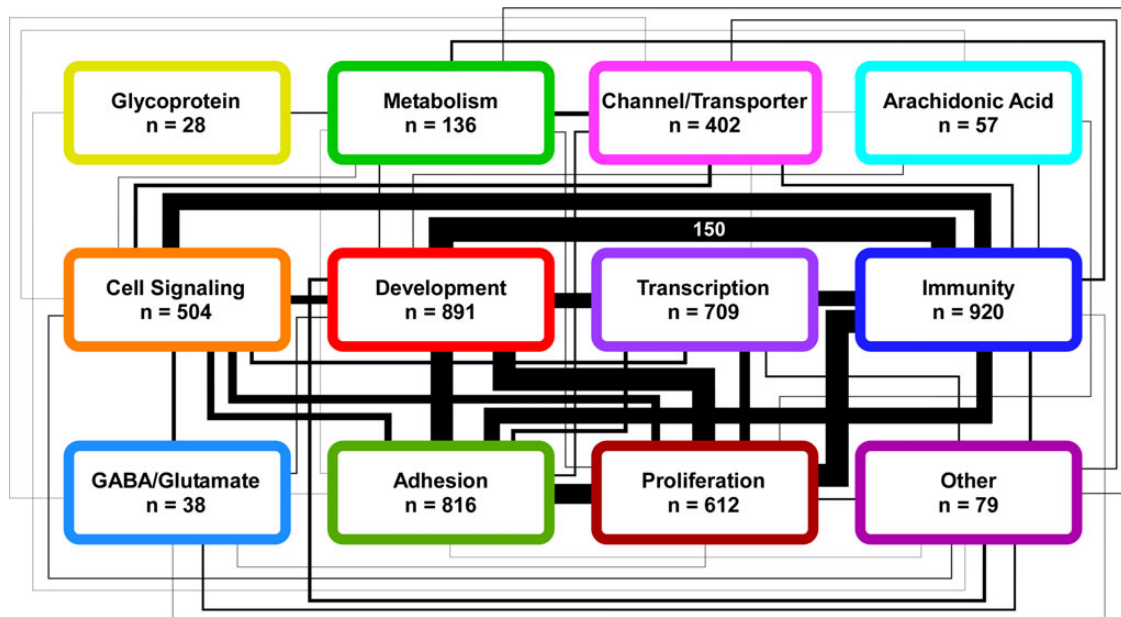 Glycoprotein
n = 28
Metabolism
n = 136
Channel/Transporter
n = 402
Arachidonic Acid
n = 57
150
Cell Signaling
n = 504
Development
n = 891
Transcription
n = 709
Immunity
n = 920
GABA/Glutamate
n = 38
Adhesion
n = 816
Proliferation
n = 612
Other
n = 79